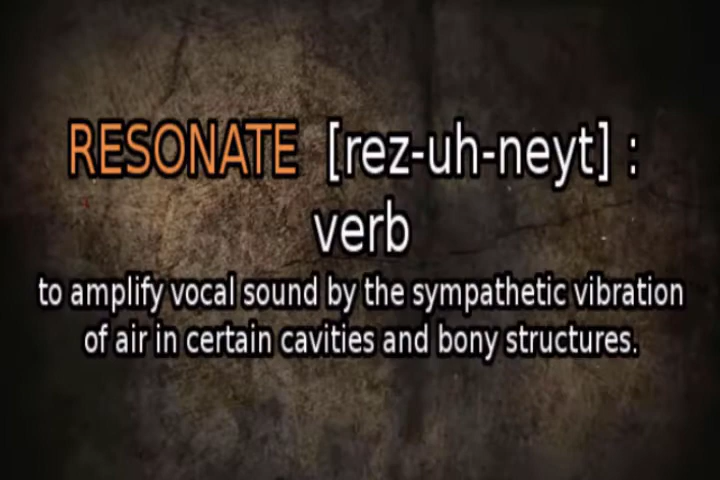 RESONATE [rez-uh-neyt] :
verb
to amplify vocal sound by the sympathetic vibration
of air in certain cavities and bony structures.